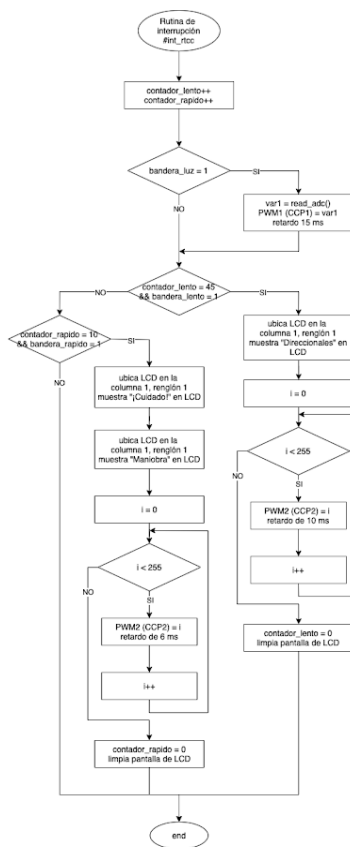 Rutina de
interrupción
#int_rtcc
contador_lento++
contador_rapido++
bandera_luz = 1
SI
NO
var1 = read_adc()
PWM1 (CCP1) = var1
retardo 15 ms
contador_lento = 45
&& bandera_lento = 1
NO
SI
contador_rapido = 10
&& bandera_rapido = 1
SI
NO
ubica LCD en la
columna 1, renglón 1
muestra "Direccionales" en
LCD
ubica LCD en la
columna 1, renglón 1
muestra "¡Cuidado!" en LCD
i = 0
ubica LCD en la
columna 1, renglón 1
muestra "Maniobra" en LCD
i < 255
NO
SI
i = 0
PWM2 (CCP2) = i
retardo de 10 ms
i < 255
NO
SI
i++
PWM2 (CCP2) = i
retardo de 6 ms
contador_lento = 0
limpia pantalla de LCD
i++
contador_rapido = 0
limpia pantalla de LCD
end